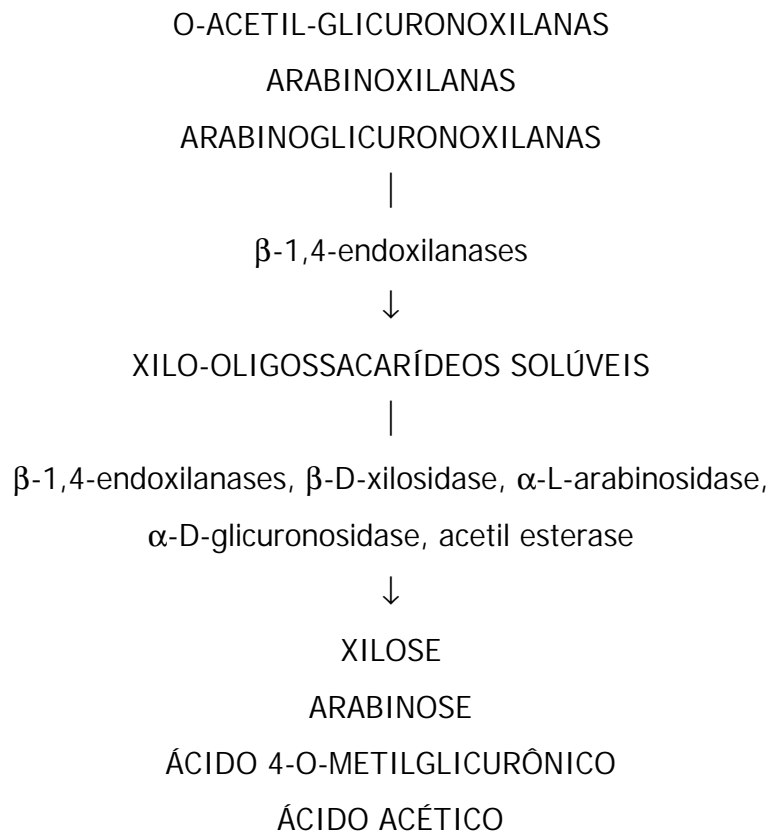 O-ACETIL-GLICURONOXILANAS
ARABINOXILANAS
ARABINOGLICURONOXILANAS
β-1,4-endoxilanases
XILO-OLIGOSSACARÍDEOS SOLÚVEIS
β-1,4-endoxilanases, β-D-xilosidase, α-L-arabinosidase,
α-D-glicuronosidase, acetil esterase
XILOSE
ARABINOSE
ÁCIDO 4-O-METILGLICURÔNICO
ÁCIDO ACÉTICO